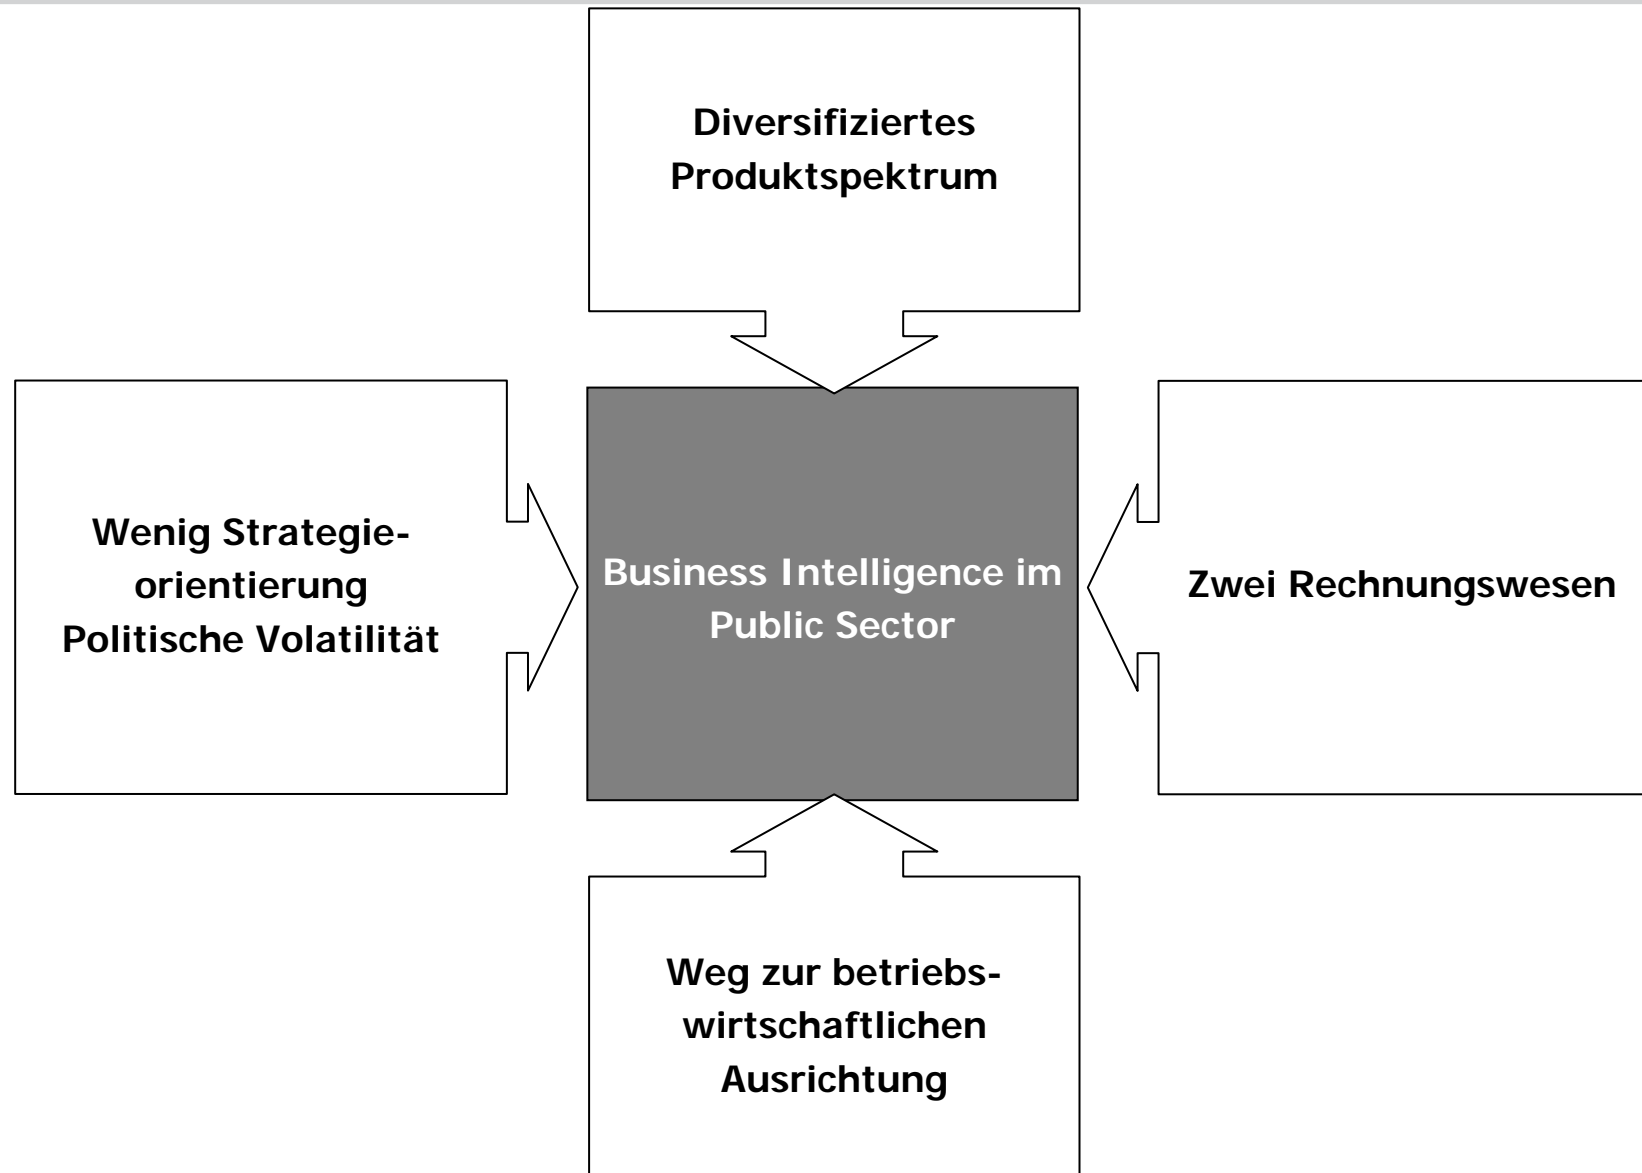 Diversifiziertes
Produktspektrum
Wenig Strategie-
orientierung
Politische Volatilität
Business Intelligence im
Public Sector
Zwei Rechnungswesen
Weg zur betriebs-
wirtschaftlichen
Ausrichtung